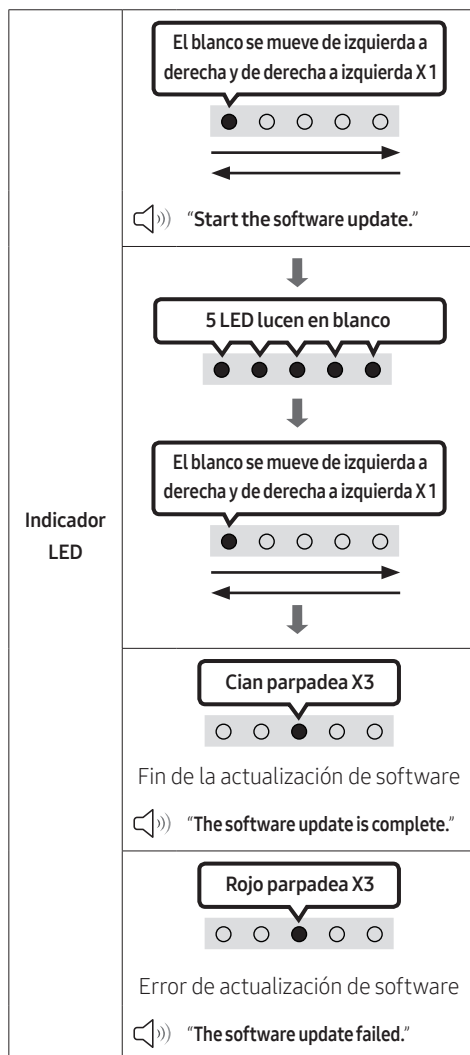 El blanco se mueve de izquierda a
derecha y de derecha a izquierda X 1
“Start the software update.”
5 LED lucen en blanco
El blanco se mueve de izquierda a
derecha y de derecha a izquierda X 1
Indicador
LED
Cian parpadea X3
Fin de la actualización de software
“The software update is complete.”
Rojo parpadea X3
Error de actualización de software
“The software update failed.”